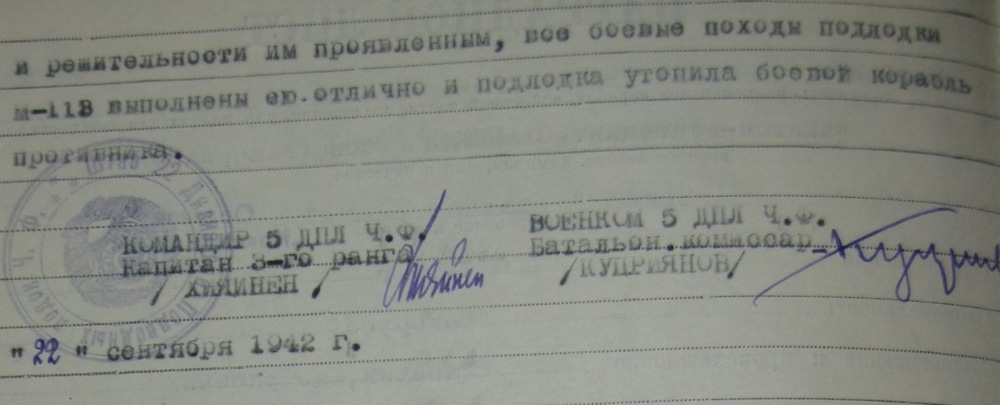 и решительности им проявленным, все боевые походы подлодки
м-118 выполнены ею.отлично и подлодка утопила боевой корабль
противника.
КОМАНДИР 5 ДПЛ Ч.Ф.
Капитан 3-го ранга
/ ХИЯИНЕН /
ВОЕНКОМ 5 ДПЛ Ч.Ф.
Батальон.комиссар
/КУПРИЯНОВ/
"22" сентября 1942 г.